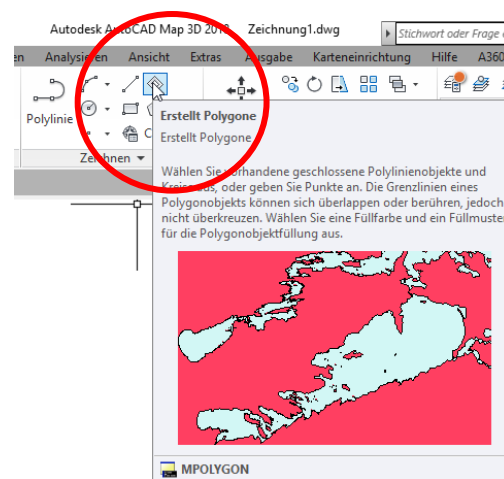 Autodesk AutoCAD Map 3D 2018 Zeichnung1.dwg Stichwort oder Frage
en Analysieren Ansicht Extras Ausgabe Karteneinrichtung Hilfe A360
Polylinie
Zeichnen
Erstellt Polygone
Erstellt Polygone
Wählen Sie vorhandene geschlossene Polylinienobjekte und
Kreise aus, oder geben Sie Punkte an. Die Grenzlinien eines
Polygonobjekts können sich überlappen oder berühren, jedoch
nicht überkreuzen. Wählen Sie eine Füllfarbe und ein Füllmuster
für die Polygonobjektfüllung aus.
MPOLYGON